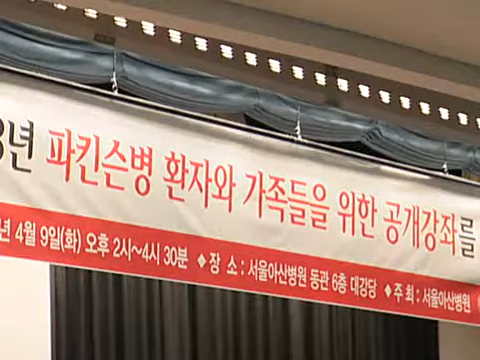 3년 파킨슨병 환자와 가족들을 위한 공개강좌를
년 4월 9일(화) 오후 2시~4시 30분 ◆ 장 소 : 서울아산병원 동관 6층 대강당 ◆ 주 최 : 서울아산병원